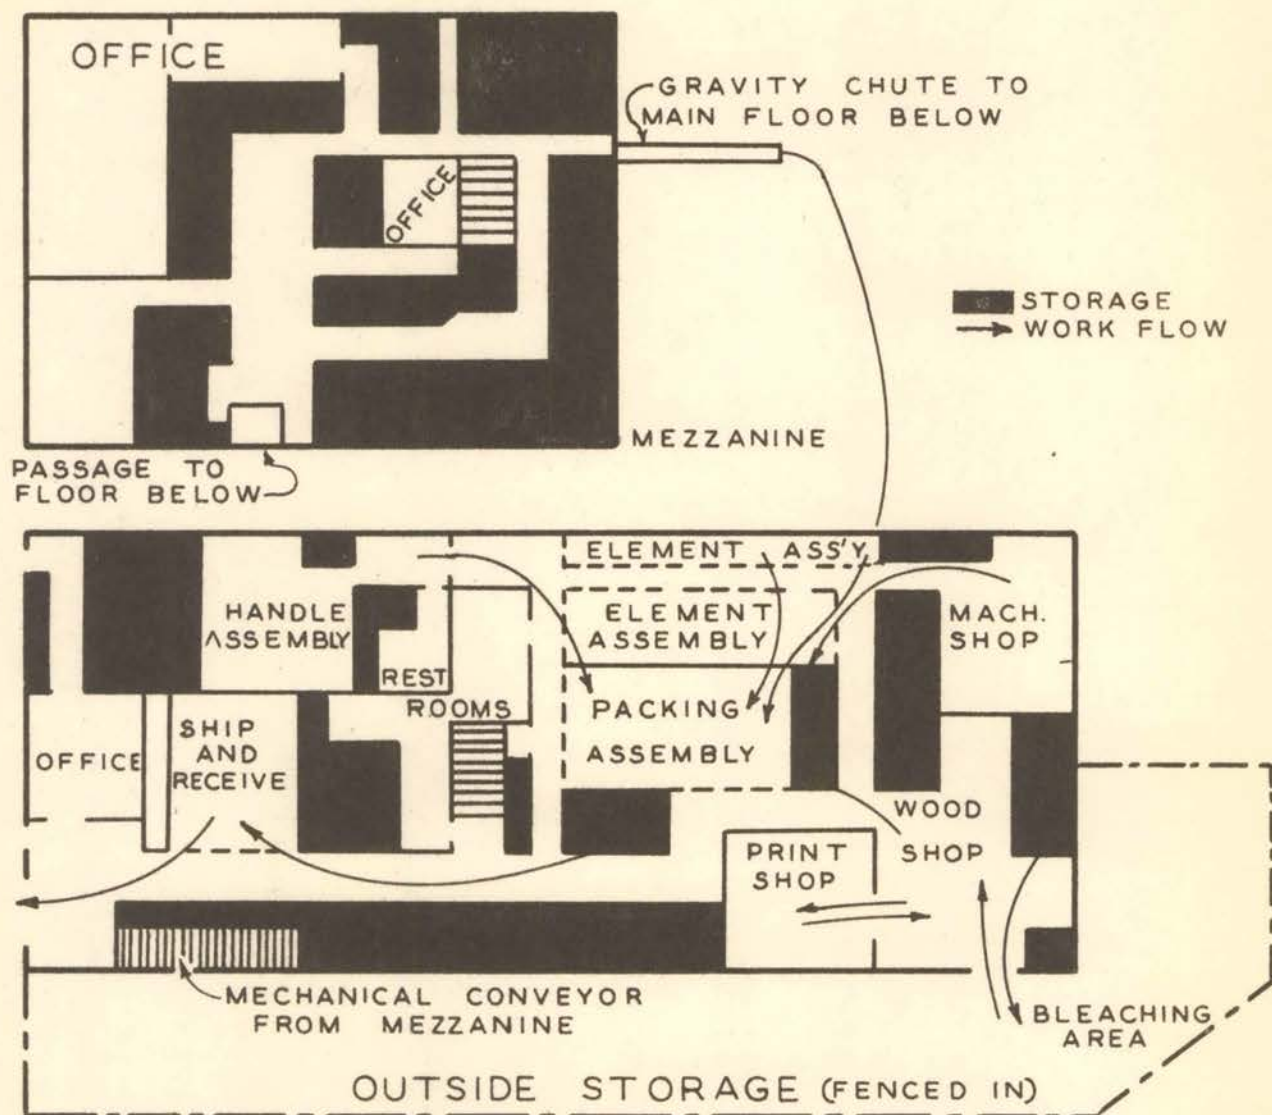 OFFICE
GRAVITY CHUTE TO
MAIN FLOOR BELOW
OFFICE
STORAGE
WORK FLOW
MEZZANINE
PASSAGE TO
FLOOR BELOW
ELEMENT ASS'Y
HANDLE
ASSEMBLY
ELEMENT
ASSEMBLY
MACH.
SHOP
REST
ROOMS
PACKING
ASSEMBLY
SHIP
AND
RECEIVE
OFFICE
WOOD
SHOP
PRINT
SHOP
MECHANICAL CONVEYOR
FROM MEZZANINE
BLEACHING
AREA
OUTSIDE STORAGE (FENCED IN)